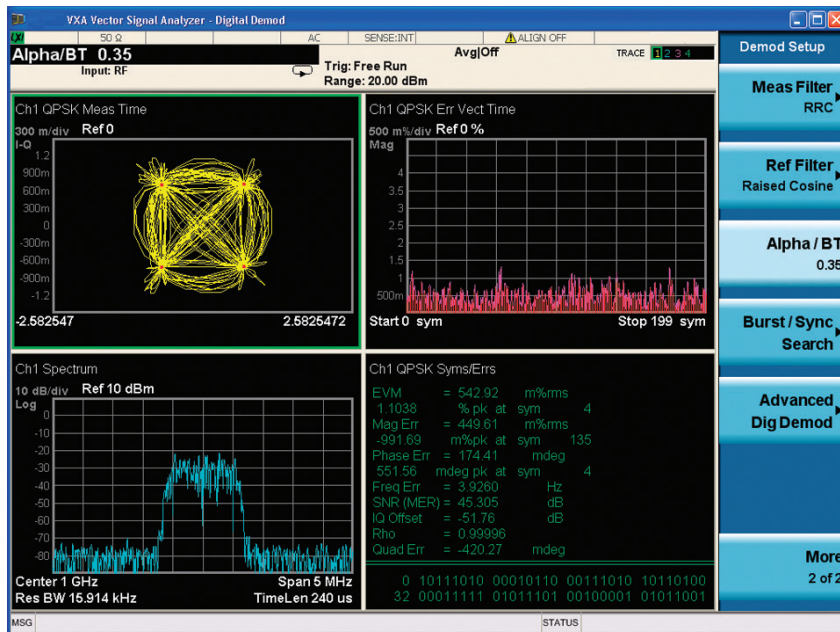 VXA Vector Signal Analyzer - Digital Demod
LXI 50 Ω AC SENSE:INT ALIGN OFF
Alpha/BT 0.35
Input: RF
Trig: Free Run
Range: 20.00 dBm
Avg|Off
TRACE 1 2 3 4
Ch1 QPSK Meas Time
300 m/div Ref 0
I-Q
1.2
900m
600m
300m
0
-300m
-600m
-900m
-1.2
-2.582547 2.5825472
Ch1 QPSK Err Vect Time
500 m%/div Ref 0 %
Mag
4
3.5
3
2.5
2
1.5
1
500m
Start 0 sym Stop 199 sym
Ch1 Spectrum
10 dB/div Ref 10 dBm
Log
0
-10
-20
-30
-40
-50
-60
-70
-80
Center 1 GHz Span 5 MHz
Res BW 15.914 kHz TimeLen 240 us
Ch1 QPSK Syms/Errs
EVM = 542.92 m%rms
1.1038 % pk at sym 4
Mag Err = 449.61 m%rms
-991.69 m%pk at sym 135
Phase Err = 174.41 mdeg
551.56 mdeg pk at sym 4
Freq Err = 3.9260 Hz
SNR (MER) = 45.305 dB
IQ Offset = -51.76 dB
Rho = 0.99996
Quad Err = -420.27 mdeg
0 10111010 00010110 00111010 10110100
32 00011111 01011101 00100001 01011001
Demod Setup
Meas Filter
RRC
Ref Filter
Raised Cosine
Alpha / BT
0.35
Burst / Sync
Search
Advanced
Dig Demod
More
2 of 2
MSG STATUS